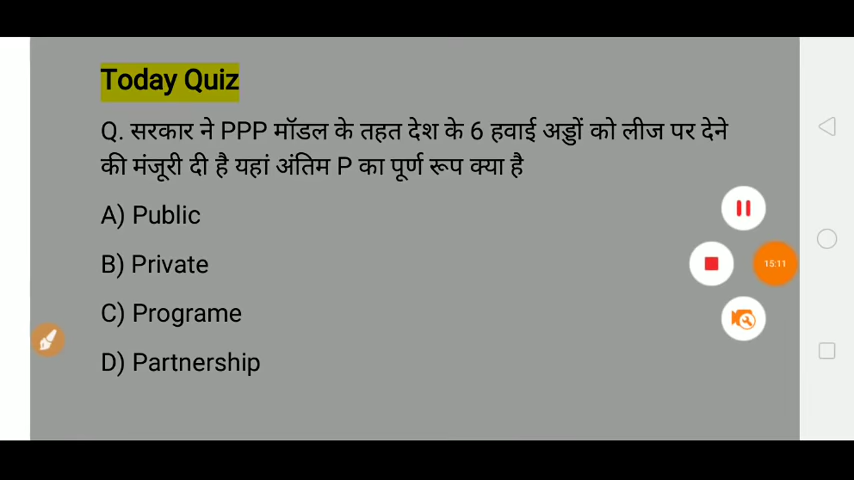 Today Quiz
Q. सरकार ने PPP मॉडल के तहत देश के 6 हवाई अड्डों को लीज पर देने
की मंजूरी दी है यहां अंतिम P का पूर्ण रूप क्या है
A) Public
B) Private
C) Programe
D) Partnership
15:11